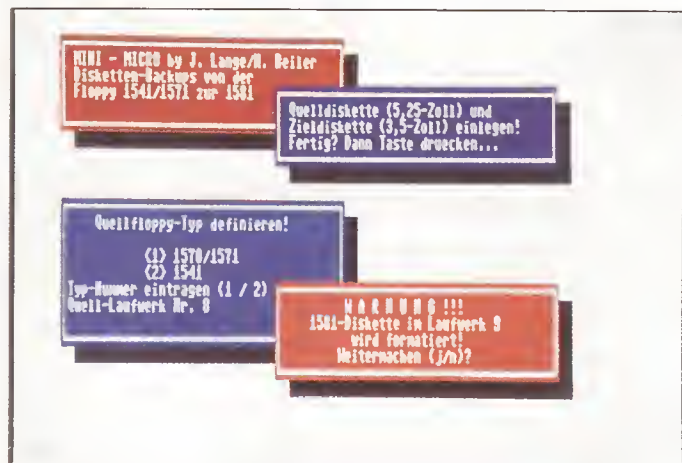 MINI - MICRO by J. Lange/H. Beiler
Disketten-Backups von der
Floppy 1541/1571 zur 1581
Quelldiskette (5,25-Zoll) und
Zieldiskette (3,5-Zoll) einlegen!
Fertig? Dann Taste druecken...
Quellfloppy-Typ definieren!
(1) 1570/1571
(2) 1541
Typ-Nummer eintragen (1 / 2)
Quell-Laufwerk Nr. 8
W A R N U N G !!!
1581-Diskette in Laufwerk 9
wird formatiert!
Weitermachen (j/n)?